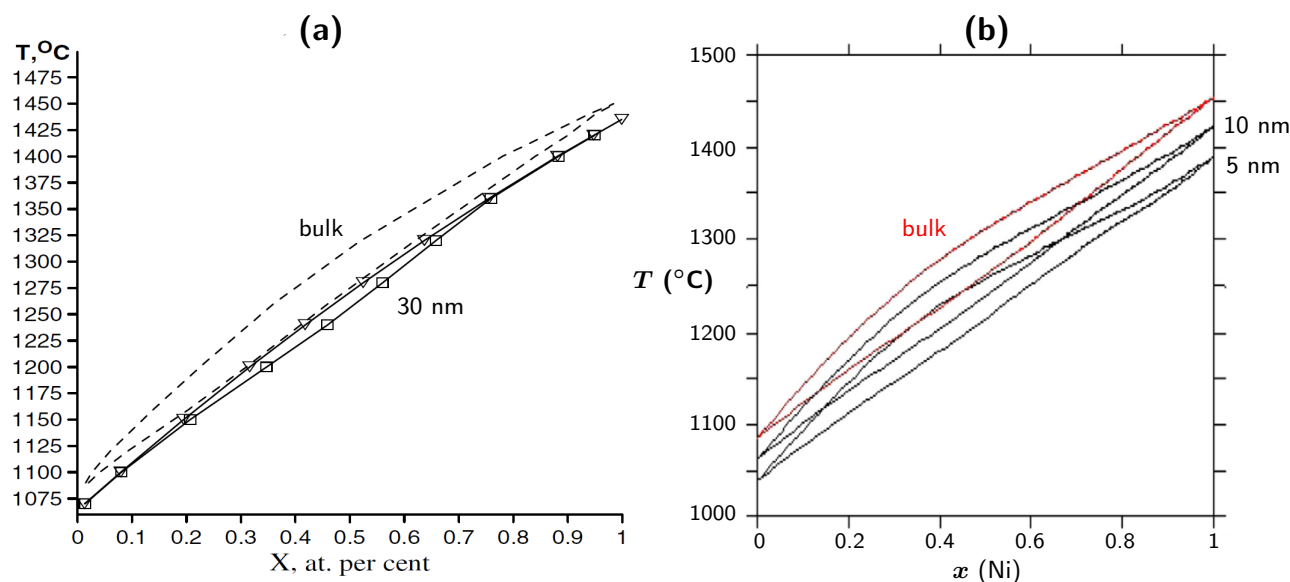 (a)
T,°C
1475
1450
1425
1400
1375
1350
1325
1300
1275
1250
1225
1200
1175
1150
1125
1100
1075
bulk
30 nm
0 0.1 0.2 0.3 0.4 0.5 0.6 0.7 0.8 0.9 1
X, at. per cent
(b)
1500
1400
1300
1200
1100
1000
T (°C)
bulk
10 nm
5 nm
0 0.2 0.4 0.6 0.8 1
x (Ni)